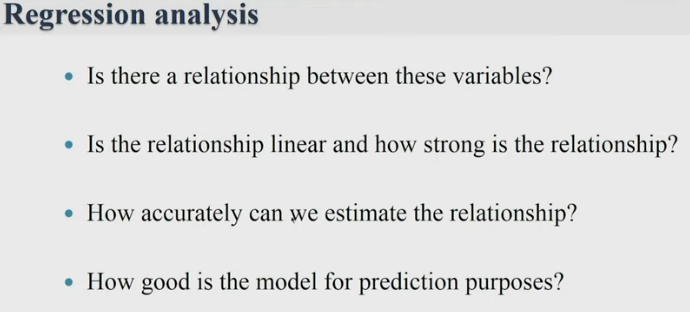 Regression analysis
• Is there a relationship between these variables?
• Is the relationship linear and how strong is the relationship?
• How accurately can we estimate the relationship?
• How good is the model for prediction purposes?